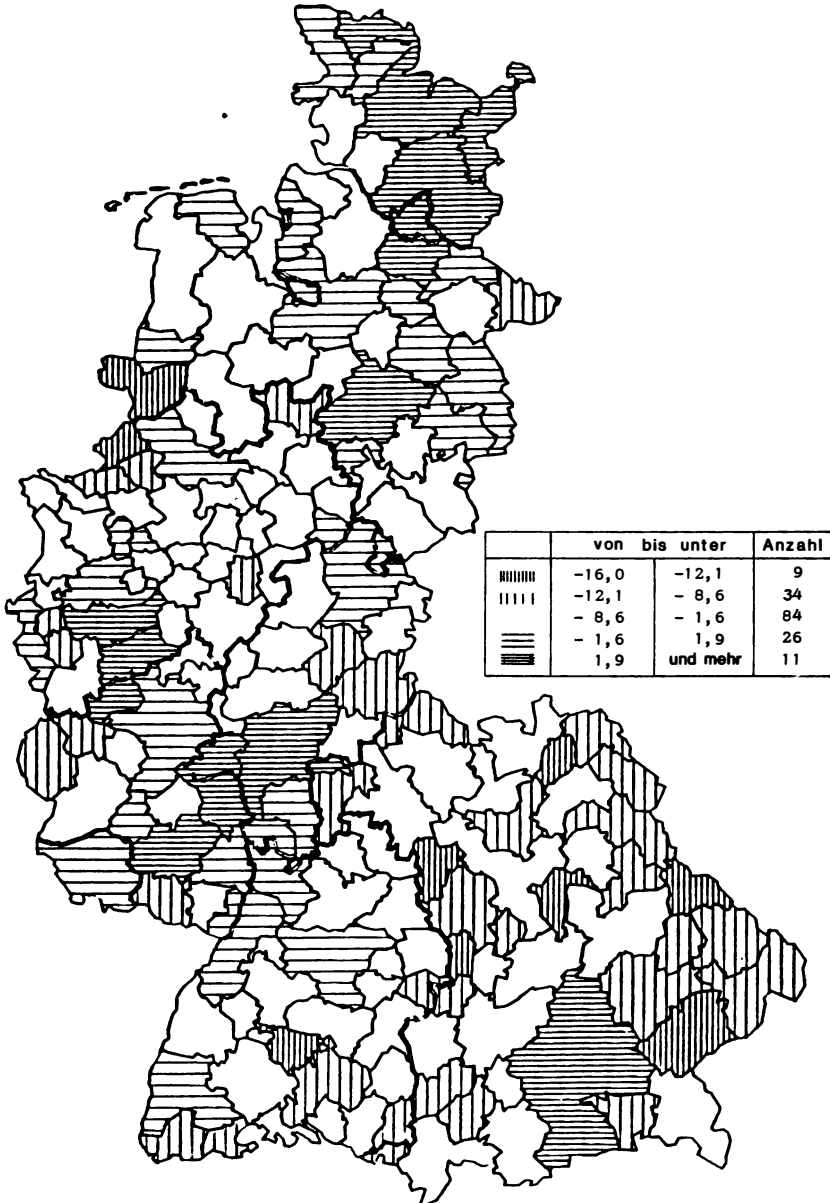 von bis unter Anzahl
-16,0 -12,1 9
-12,1 - 8,6 34
- 8,6 - 1,6 84
- 1,6 1,9 26
1,9 und mehr 11